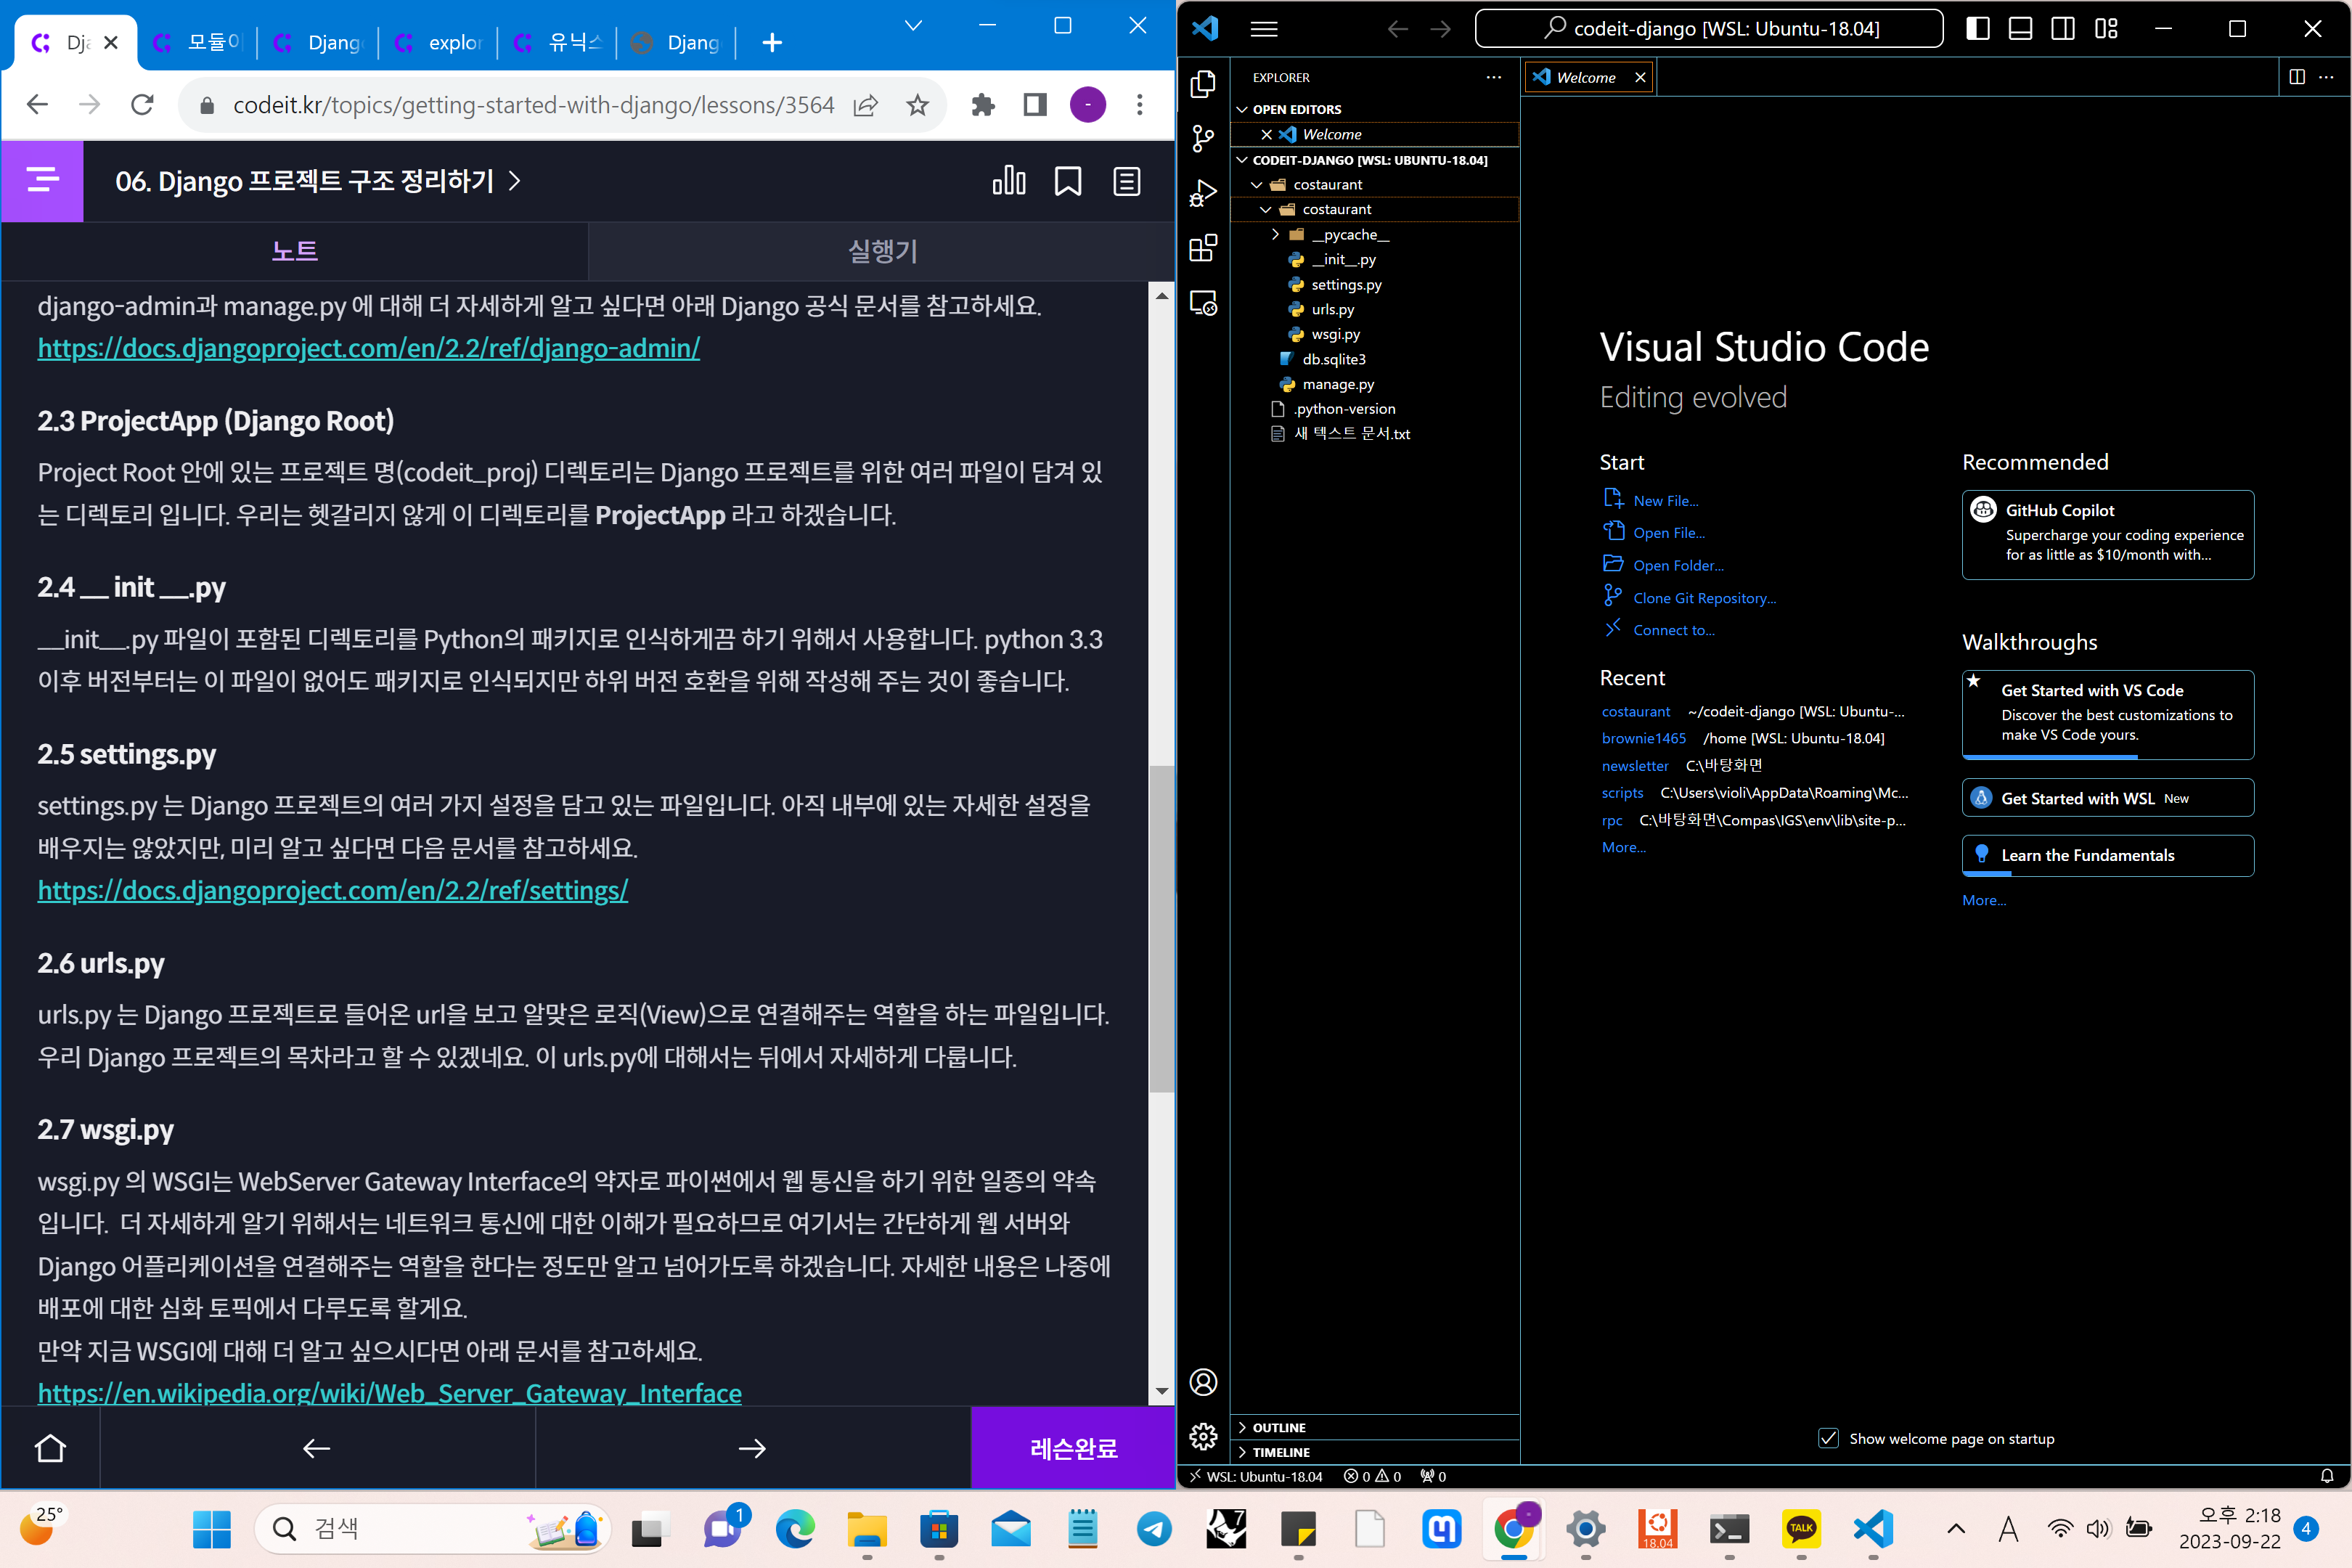 Dj
모듈
Djang
explor
유닉스
Djang
codeit.kr/topics/getting-started-with-django/lessons/3564
-
06. Django 프로젝트 구조 정리하기
노트
실행기
django-admin과 manage.py 에 대해 더 자세하게 알고 싶다면 아래 Django 공식 문서를 참고하세요.
https://docs.djangoproject.com/en/2.2/ref/django-admin/
2.3 ProjectApp (Django Root)
Project Root 안에 있는 프로젝트 명(codeit_proj) 디렉토리는 Django 프로젝트를 위한 여러 파일이 담겨 있
는 디렉토리 입니다. 우리는 헷갈리지 않게 이 디렉토리를 ProjectApp 라고 하겠습니다.
2.4 __ init __.py
__init__.py 파일이 포함된 디렉토리를 Python의 패키지로 인식하게끔 하기 위해서 사용합니다. python 3.3
이후 버전부터는 이 파일이 없어도 패키지로 인식되지만 하위 버전 호환을 위해 작성해 주는 것이 좋습니다.
2.5 settings.py
settings.py 는 Django 프로젝트의 여러 가지 설정을 담고 있는 파일입니다. 아직 내부에 있는 자세한 설정을
배우지는 않았지만, 미리 알고 싶다면 다음 문서를 참고하세요.
https://docs.djangoproject.com/en/2.2/ref/settings/
2.6 urls.py
urls.py 는 Django 프로젝트로 들어온 url을 보고 알맞은 로직(View)으로 연결해주는 역할을 하는 파일입니다.
우리 Django 프로젝트의 목차라고 할 수 있겠네요. 이 urls.py에 대해서는 뒤에서 자세하게 다룹니다.
2.7 wsgi.py
wsgi.py 의 WSGI는 WebServer Gateway Interface의 약자로 파이썬에서 웹 통신을 하기 위한 일종의 약속
입니다.  더 자세하게 알기 위해서는 네트워크 통신에 대한 이해가 필요하므로 여기서는 간단하게 웹 서버와
Django 어플리케이션을 연결해주는 역할을 한다는 정도만 알고 넘어가도록 하겠습니다. 자세한 내용은 나중에
배포에 대한 심화 토픽에서 다루도록 할게요.
만약 지금 WSGI에 대해 더 알고 싶으시다면 아래 문서를 참고하세요.
https://en.wikipedia.org/wiki/Web_Server_Gateway_Interface
레슨완료
codeit-django [WSL: Ubuntu-18.04]
EXPLORER
OPEN EDITORS
Welcome
CODEIT-DJANGO [WSL: UBUNTU-18.04]
costaurant
costaurant
__pycache__
__init__.py
settings.py
urls.py
wsgi.py
db.sqlite3
manage.py
.python-version
새 텍스트 문서.txt
OUTLINE
TIMELINE
Welcome
Visual Studio Code
Editing evolved
Start
New File...
Open File...
Open Folder...
Clone Git Repository...
Connect to...
Recent
costaurant ~/codeit-django [WSL: Ubuntu-...
brownie1465 /home [WSL: Ubuntu-18.04]
newsletter C:\바탕화면
scripts C:\Users\violi\AppData\Roaming\Mc...
rpc C:\바탕화면\Compas\IGS\env\lib\site-p...
More...
Recommended
GitHub Copilot
Supercharge your coding experience
for as little as $10/month with...
Walkthroughs
Get Started with VS Code
Discover the best customizations to
make VS Code yours.
Get Started with WSL New
Learn the Fundamentals
More...
Show welcome page on startup
WSL: Ubuntu-18.04 0 0 0
25°
검색
1
7
18.04
TALK
A
오후 2:18
2023-09-22
4